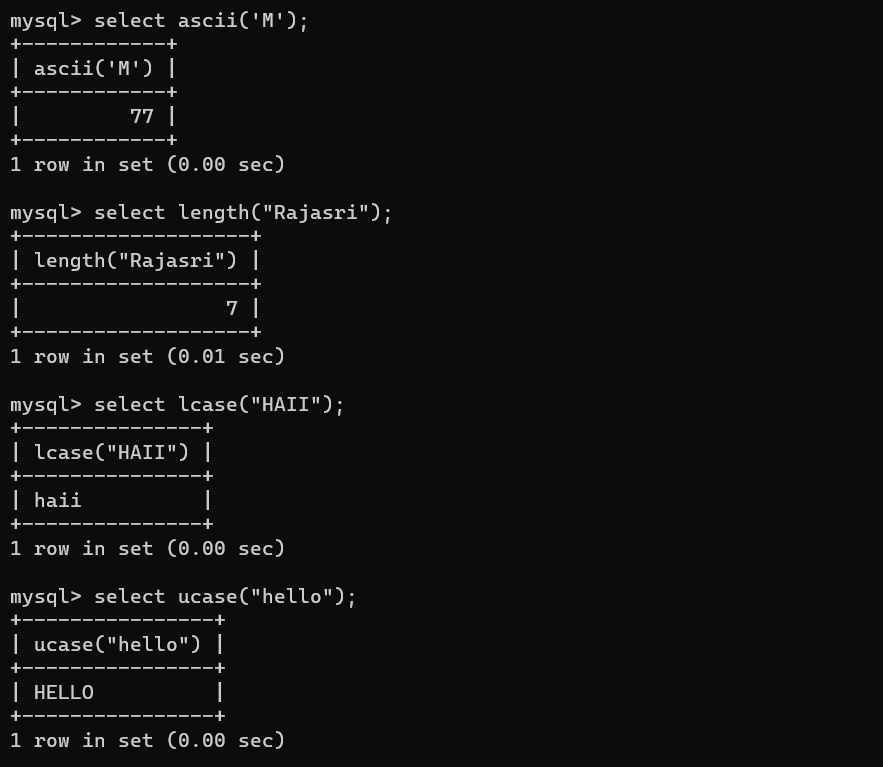 mysql> select ascii('M');
+------------+
| ascii('M') |
+------------+
|         77 |
+------------+
1 row in set (0.00 sec)

mysql> select length("Rajasri");
+-------------------+
| length("Rajasri") |
+-------------------+
|                 7 |
+-------------------+
1 row in set (0.01 sec)

mysql> select lcase("HAII");
+---------------+
| lcase("HAII") |
+---------------+
| haii          |
+---------------+
1 row in set (0.00 sec)

mysql> select ucase("hello");
+----------------+
| ucase("hello") |
+----------------+
| HELLO          |
+----------------+
1 row in set (0.00 sec)